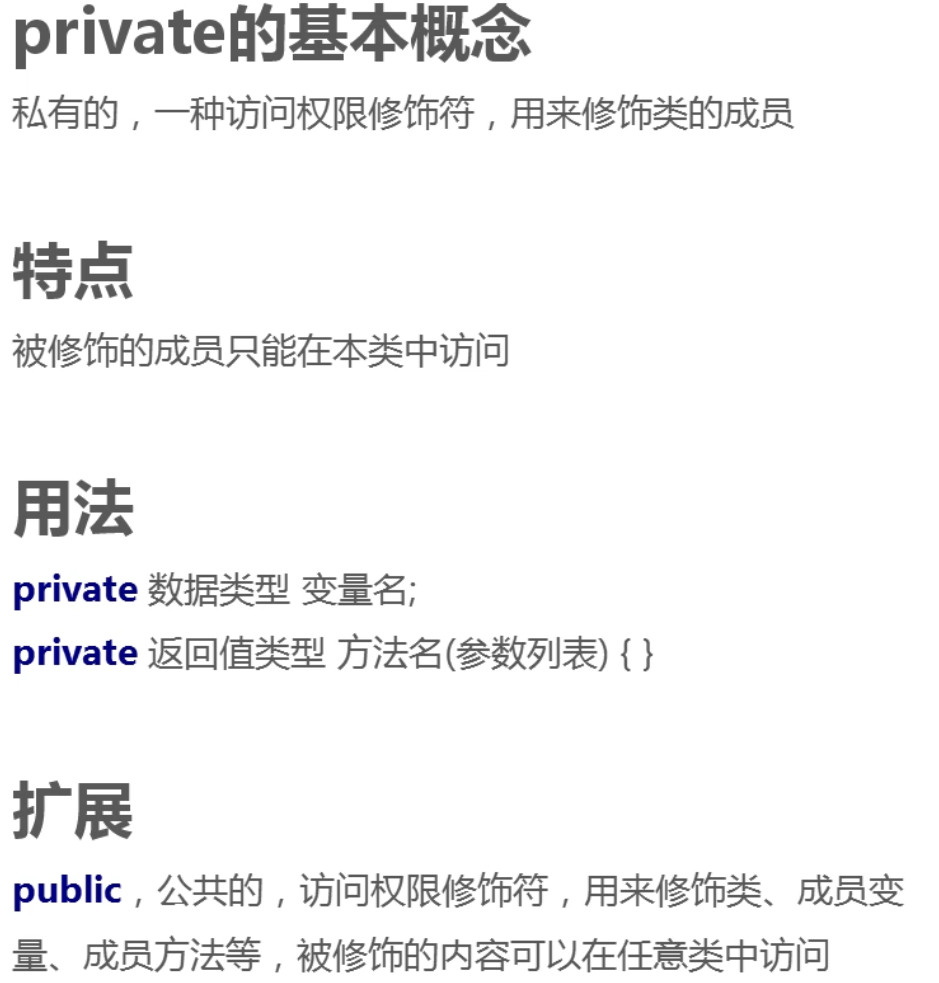 private的基本概念
私有的，一种访问权限修饰符，用来修饰类的成员
特点
被修饰的成员只能在本类中访问
用法
private 数据类型 变量名;
private 返回值类型 方法名(参数列表) { }
扩展
public，公共的，访问权限修饰符，用来修饰类、成员变
量、成员方法等，被修饰的内容可以在任意类中访问